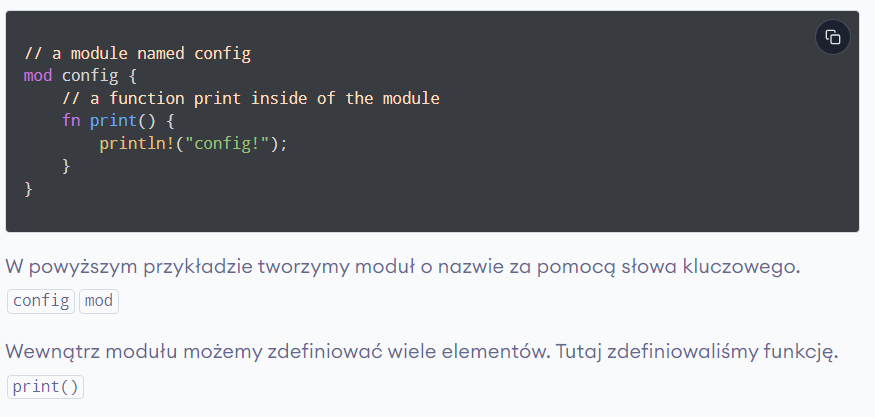 // a module named config
mod config {
    // a function print inside of the module
    fn print() {
        println!("config!");
    }
}
W powyższym przykładzie tworzymy moduł o nazwie za pomocą słowa kluczowego.
config mod
Wewnątrz modułu możemy zdefiniować wiele elementów. Tutaj zdefiniowaliśmy funkcję.
print()